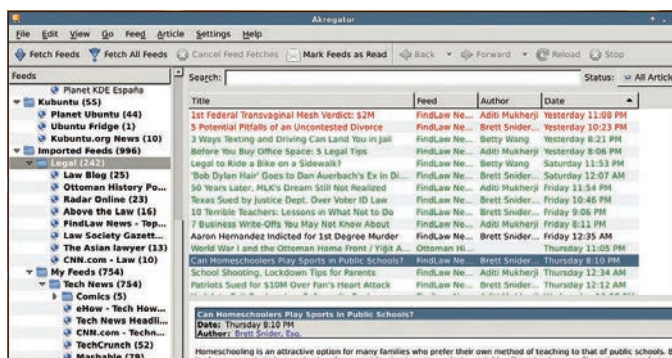 Akregator
File Edit View Go Feed Article Settings Help
Fetch Feeds Fetch All Feeds Cancel Feed Fetches Mark Feeds as Read Back Forward Reload Stop
Feeds
Planet KDE España
Kubuntu (55)
Planet Ubuntu (44)
Ubuntu Fridge (1)
Kubuntu.org News (10)
Imported Feeds (996)
Legal (242)
Law Blog (25)
Ottoman History Po...
Radar Online (23)
Above the Law (16)
FindLaw News - Top...
Law Society Gazett...
The Asian lawyer (13)
CNN.com - Law (10)
My Feeds (754)
Tech News (754)
Comics (5)
eHow - Tech How...
Tech News Headli...
CNN.com - Techn...
TechCrunch (52)
Mashable (79)
Search: Status: All Article
Title Feed Author Date
1st Federal Transvaginal Mesh Verdict: $2M FindLaw Ne... Aditi Mukherji Yesterday 11:08 PM
5 Potential Pitfalls of an Uncontested Divorce FindLaw Ne... Brett Snider... Yesterday 10:23 PM
3 Ways Texting and Driving Can Land You in Jail FindLaw Ne... Betty Wang Yesterday 8:21 PM
Before You Buy Office Space: 5 Legal Tips FindLaw Ne... Aditi Mukherji Yesterday 8:06 PM
Legal to Ride a Bike on a Sidewalk? FindLaw Ne... Betty Wang Saturday 11:53 PM
'Bob Dylan Hair' Goes to Dan Auerbach's Ex in Di... FindLaw Ne... Brett Snider... Saturday 12:07 AM
50 Years Later, MLK's Dream Still Not Realized FindLaw Ne... Aditi Mukherji Friday 11:54 PM
Texas Sued by Justice Dept. Over Voter ID Law FindLaw Ne... Brett Snider... Friday 10:46 PM
10 Terrible Teachers: Lessons in What Not to Do FindLaw Ne... Brett Snider... Friday 9:06 PM
7 Business Write-Offs You May Not Know About FindLaw Ne... Aditi Mukherji Friday 8:11 PM
Aaron Hernandez Indicted for 1st Degree Murder FindLaw Ne... Brett Snider... Friday 12:35 AM
World War I and the Ottoman Home Front / Yiğit A... Ottoman Hi... Thursday 11:05 PM
Can Homeschoolers Play Sports in Public Schools? FindLaw Ne... Brett Snider... Thursday 8:10 PM
School Shooting, Lockdown Tips for Parents FindLaw Ne... Aditi Mukherji Thursday 12:34 AM
Patriots Sued for $10M Over Fan's Heart Attack FindLaw Ne... Brett Snider... Thursday 12:12 AM
Can Homeschoolers Play Sports in Public Schools?
Date: Thursday 8:10 PM
Author: Brett Snider, Esq.
Homeschooling is an attractive option for many families who prefer their own method of teaching to that of public schools.